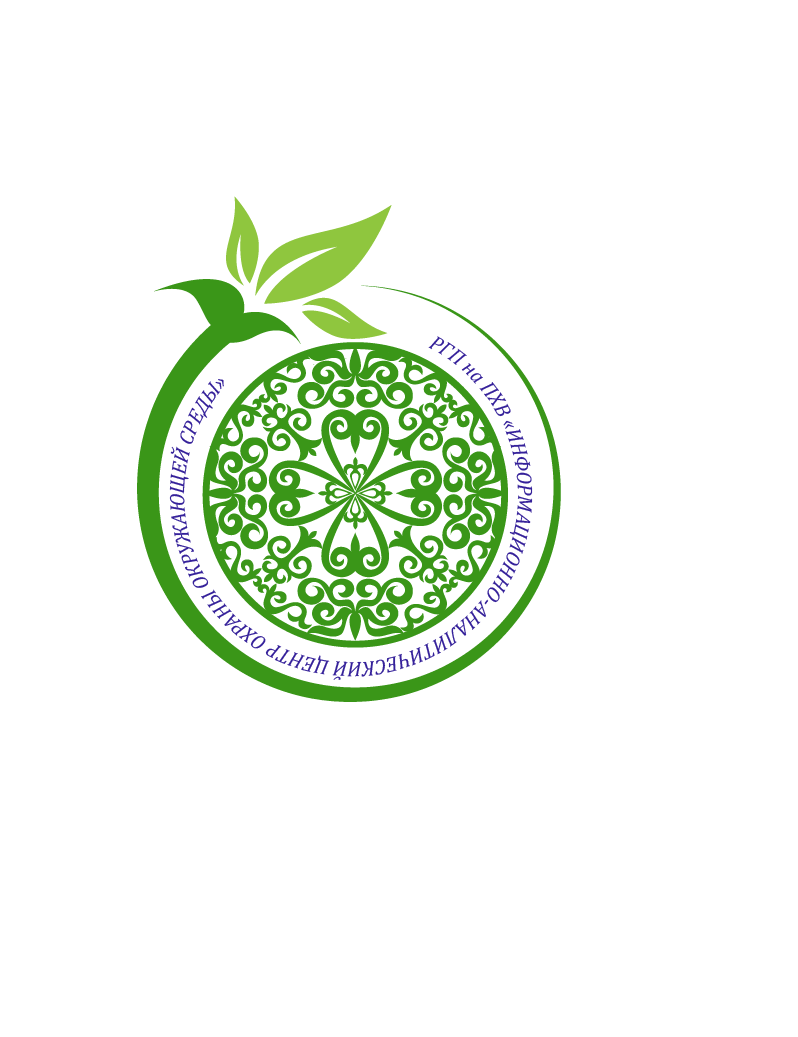 РГП на ПХВ «ИНФОРМАЦИОННО-АНАЛИТИЧЕСКИЙ ЦЕНТР ОХРАНЫ ОКРУЖАЮЩЕЙ СРЕДЫ»